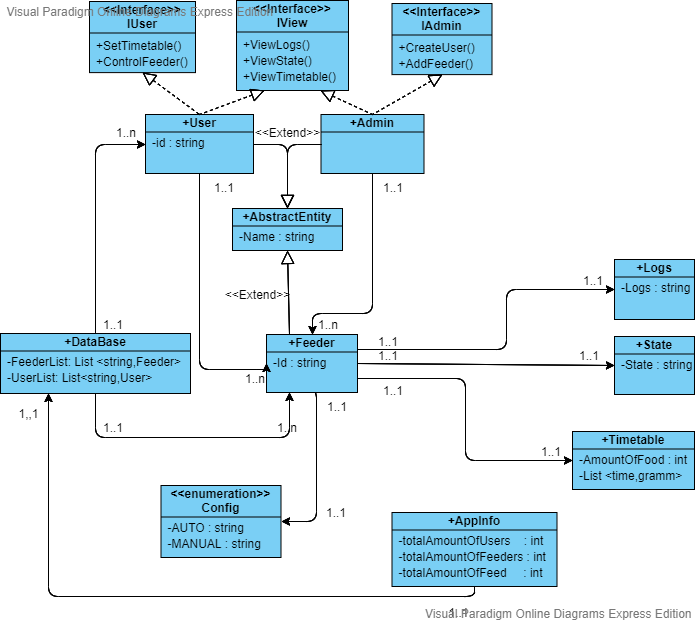 Visual Paradigm Online Diagrams Express Edition
<<Interface>>
IUser
+SetTimetable()
+ControlFeeder()
<<Interface>>
IView
+ViewLogs()
+ViewState()
+ViewTimetable()
<<Interface>>
IAdmin
+CreateUser()
+AddFeeder()
+User
-id : string
+Admin
<<Extend>>
1..n
1..1
1..1
+AbstractEntity
-Name : string
<<Extend>>
+Logs
-Logs : string
1..1
1..1
1..n
+DataBase
-FeederList: List <string,Feeder>
-UserList: List<string,User>
+Feeder
-Id : string
1..1
1..1
1..1
+State
-State : string
1..n
1..1
1..1
1,,1
1..1
1..n
+Timetable
-AmountOfFood : int
-List <time,gramm>
1..1
<<enumeration>>
Config
-AUTO : string
-MANUAL : string
1..1
+AppInfo
-totalAmountOfUsers : int
-totalAmountOfFeeders : int
-totalAmountOfFeed : int
1..n
Visual Paradigm Online Diagrams Express Edition